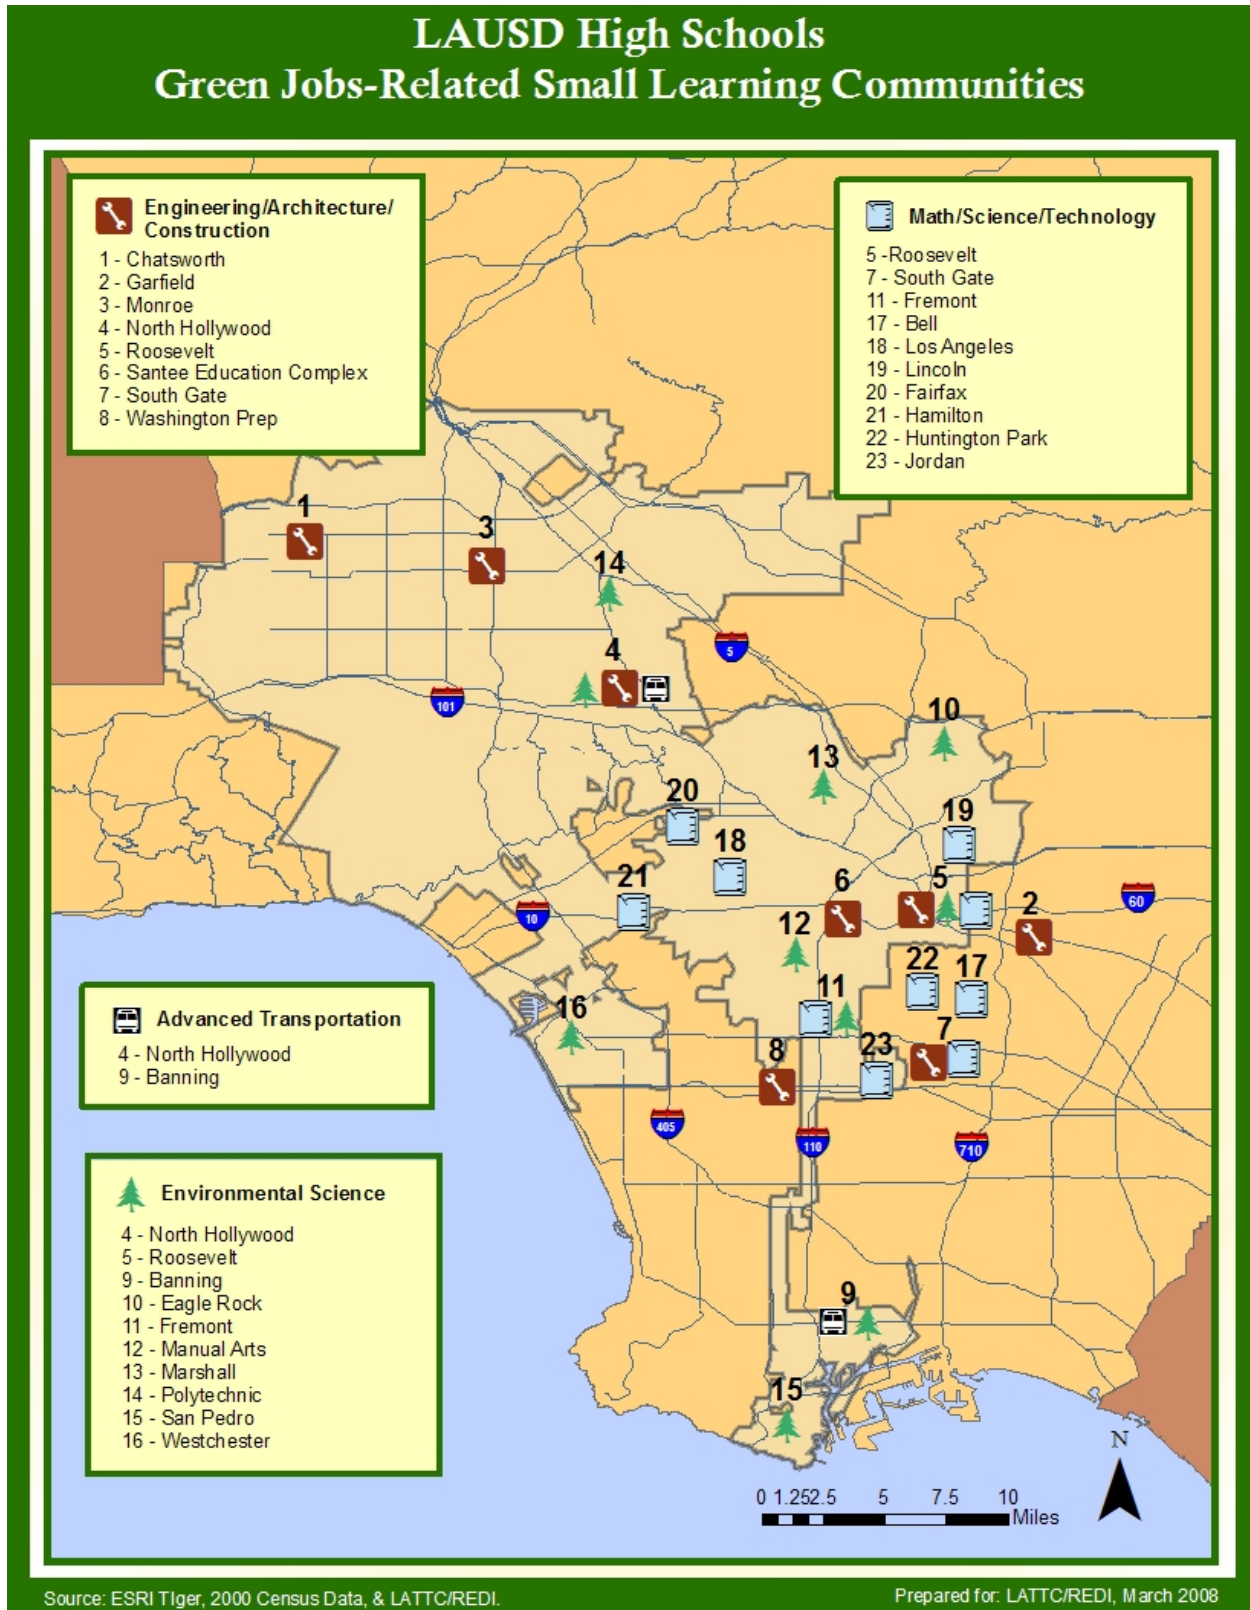 LAUSD High Schools
Green Jobs-Related Small Learning Communities
Engineering/Architecture/
Construction
1 - Chatsworth
2 - Garfield
3 - Monroe
4 - North Hollywood
5 - Roosevelt
6 - Santee Education Complex
7 - South Gate
8 - Washington Prep
Math/Science/Technology
5 -Roosevelt
7 - South Gate
11 - Fremont
17 - Bell
18 - Los Angeles
19 - Lincoln
20 - Fairfax
21 - Hamilton
22 - Huntington Park
23 - Jordan
1
3
14
4
5
101
10
13
20
19
18
21
6
5
2
60
10
12
22
17
11
16
7
23
8
405
110
710
9
15
Advanced Transportation
4 - North Hollywood
9 - Banning
Environmental Science
4 - North Hollywood
5 - Roosevelt
9 - Banning
10 - Eagle Rock
11 - Fremont
12 - Manual Arts
13 - Marshall
14 - Polytechnic
15 - San Pedro
16 - Westchester
N
0 1.252.5 5 7.5 10
Miles
Source: ESRI TIger, 2000 Census Data, & LATTC/REDI.
Prepared for: LATTC/REDI, March 2008